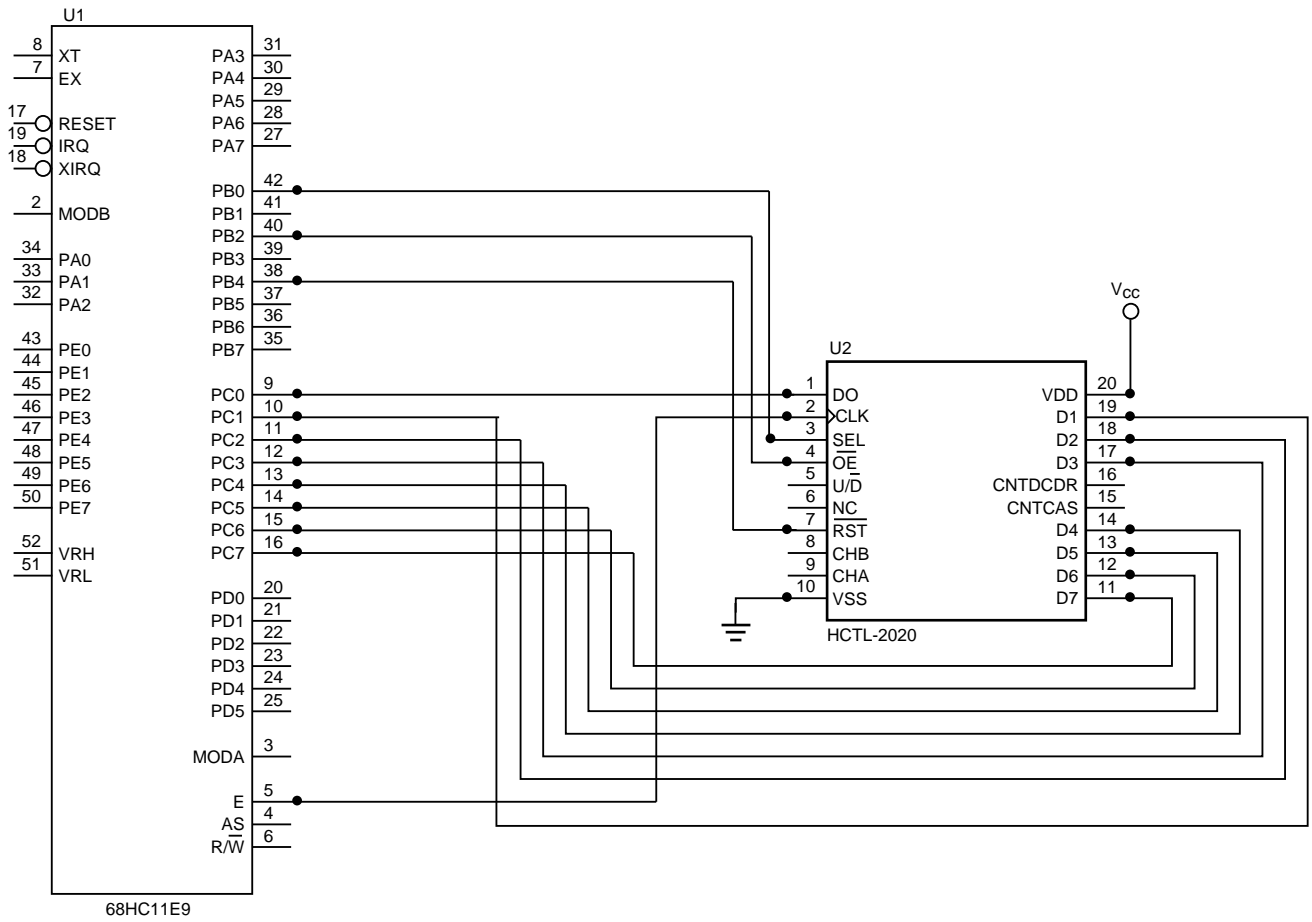 U1
8 XT
7 EX
17 RESET
19 IRQ
18 XIRQ
2 MODB
34 PA0
33 PA1
32 PA2
43 PE0
44 PE1
45 PE2
46 PE3
47 PE4
48 PE5
49 PE6
50 PE7
52 VRH
51 VRL
PA3 31
PA4 30
PA5 29
PA6 28
PA7 27
PB0 42
PB1 41
PB2 40
PB3 39
PB4 38
PB5 37
PB6 36
PB7 35
PC0 9
PC1 10
PC2 11
PC3 12
PC4 13
PC5 14
PC6 15
PC7 16
PD0 20
PD1 21
PD2 22
PD3 23
PD4 24
PD5 25
MODA 3
E 5
AS 4
R/W̅ 6
68HC11E9
VCC
U2
1 DO
2 CLK
3 SEL
4 O̅E̅
5 U/D̅
6 NC
7 R̅S̅T̅
8 CHB
9 CHA
10 VSS
VDD 20
D1 19
D2 18
D3 17
CNTDCDR 16
CNTCAS 15
D4 14
D5 13
D6 12
D7 11
HCTL-2020